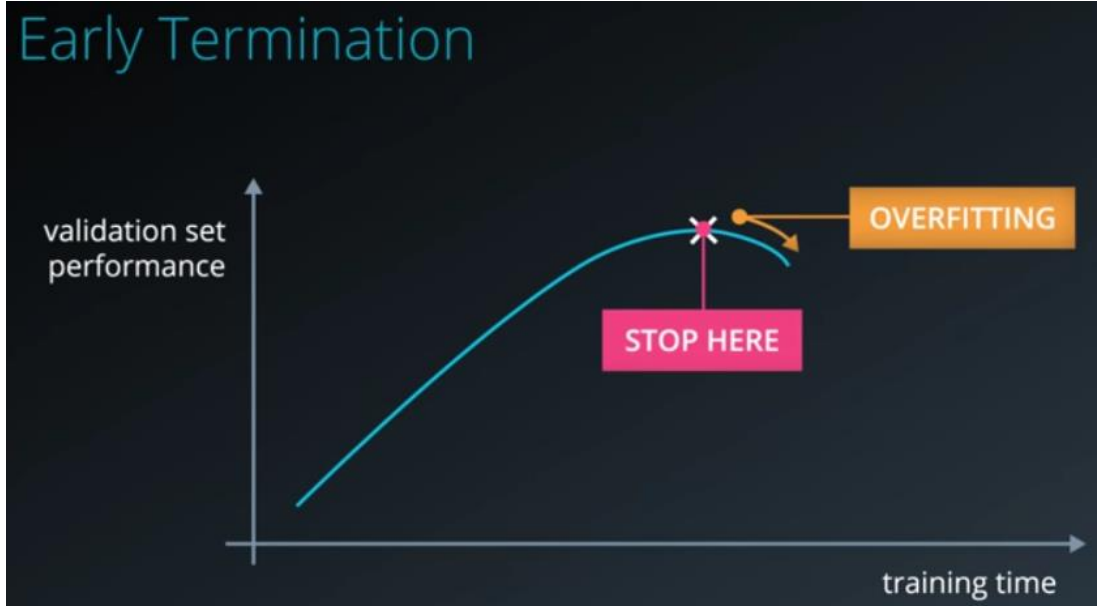 Early Termination
validation set
performance
OVERFITTING
STOP HERE
training time